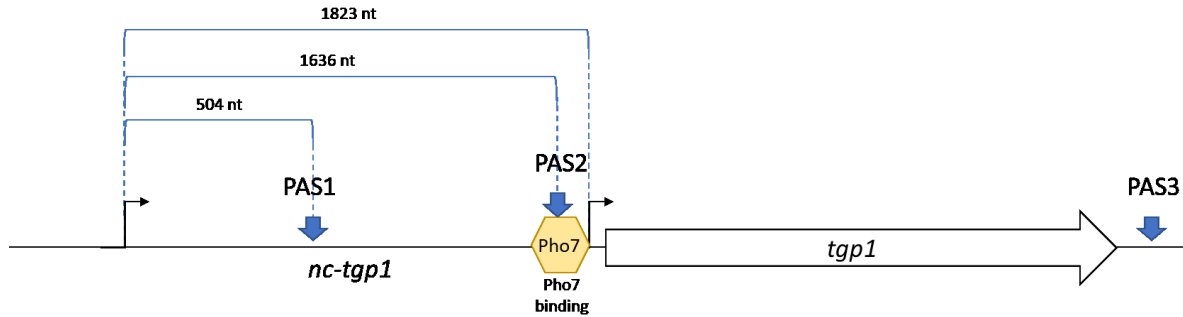 1823 nt
1636 nt
504 nt
PAS1
PAS2
PAS3
Pho7
tgp1
nc-tgp1
Pho7
binding